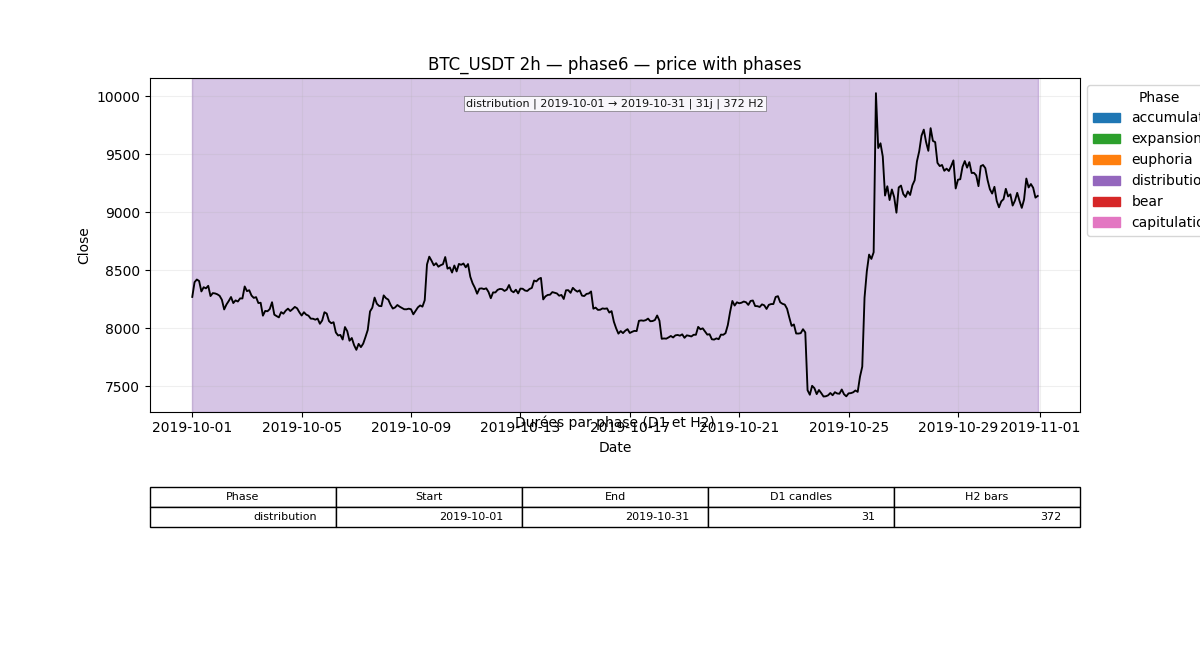 BTC_USDT 2h — phase6 — price with phases
distribution | 2019-10-01 → 2019-10-31 | 31j | 372 H2
Close
10000
9500
9000
8500
8000
7500
Phase
accumulat
expansion
euphoria
distributio
bear
capitulatio
Durées par phase (D1 et H2)
2019-10-01 2019-10-05 2019-10-09 2019-10-13 2019-10-17 2019-10-21 2019-10-25 2019-10-29 2019-11-01
Date
Phase Start End D1 candles H2 bars
distribution 2019-10-01 2019-10-31 31 372